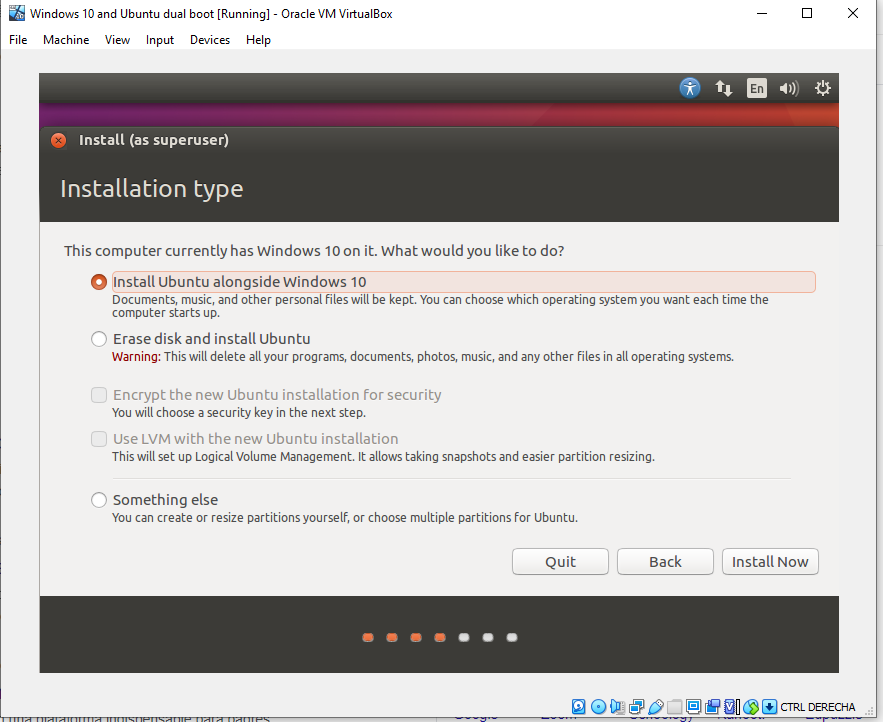 Windows 10 and Ubuntu dual boot [Running] - Oracle VM VirtualBox
File Machine View Input Devices Help
En
Install (as superuser)
Installation type
This computer currently has Windows 10 on it. What would you like to do?
Install Ubuntu alongside Windows 10
Documents, music, and other personal files will be kept. You can choose which operating system you want each time the
computer starts up.
Erase disk and install Ubuntu
Warning: This will delete all your programs, documents, photos, music, and any other files in all operating systems.
Encrypt the new Ubuntu installation for security
You will choose a security key in the next step.
Use LVM with the new Ubuntu installation
This will set up Logical Volume Management. It allows taking snapshots and easier partition resizing.
Something else
You can create or resize partitions yourself, or choose multiple partitions for Ubuntu.
Quit Back Install Now
CTRL DERECHA